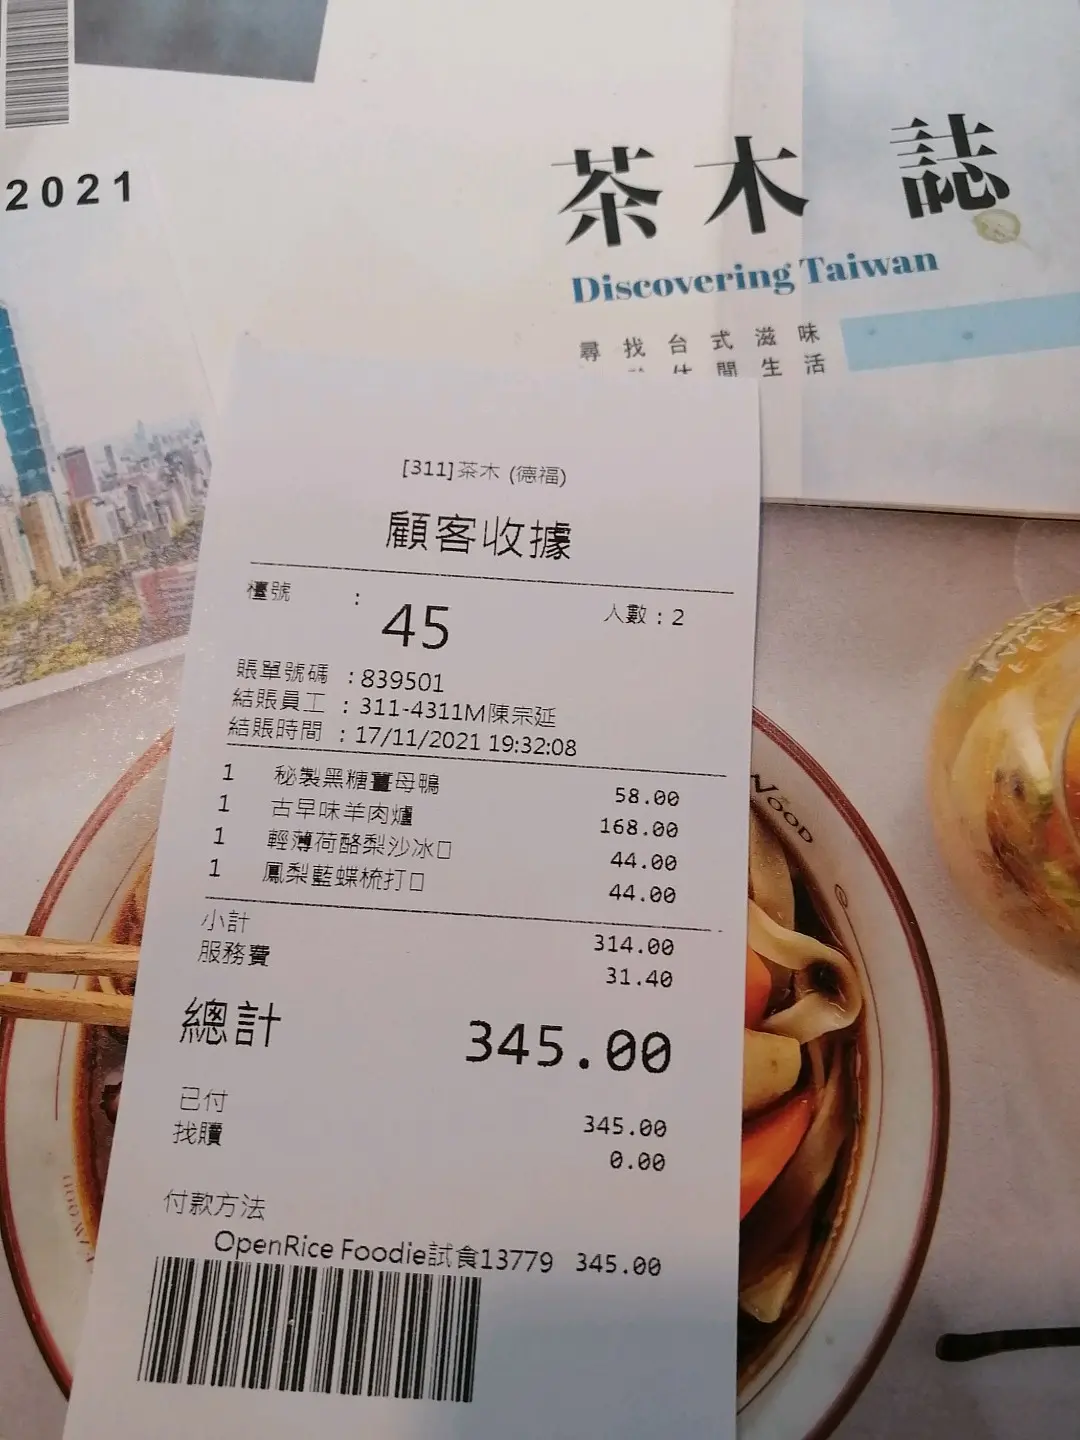 2021
茶木 誌
Discovering Taiwan
尋找台式滋味
休閒生活
[311]茶木 (德福)
顧客收據
檯號 : 45 人數 : 2
賬單號碼 : 839501
結賬員工 : 311-4311M陳宗延
結賬時間 : 17/11/2021 19:32:08
1 秘製黑糖薑母鴨 58.00
1 古早味羊肉爐 168.00
1 輕薄荷酪梨沙冰□ 44.00
1 鳳梨藍蝶梳打□ 44.00
小計 314.00
服務費 31.40
總計 345.00
已付 345.00
找贖 0.00
付款方法
OpenRice Foodie試食13779 345.00